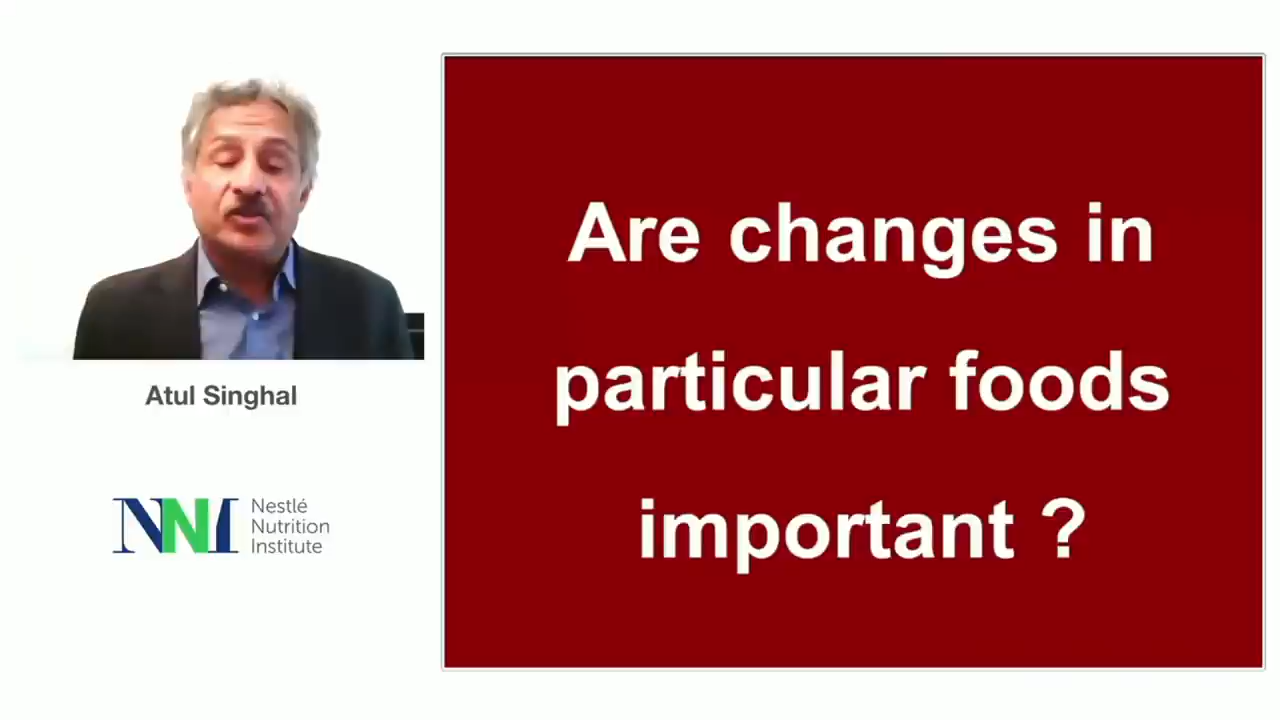 Are changes in
particular foods
important ?
Atul Singhal
NNI
Nestlé
Nutrition
Institute